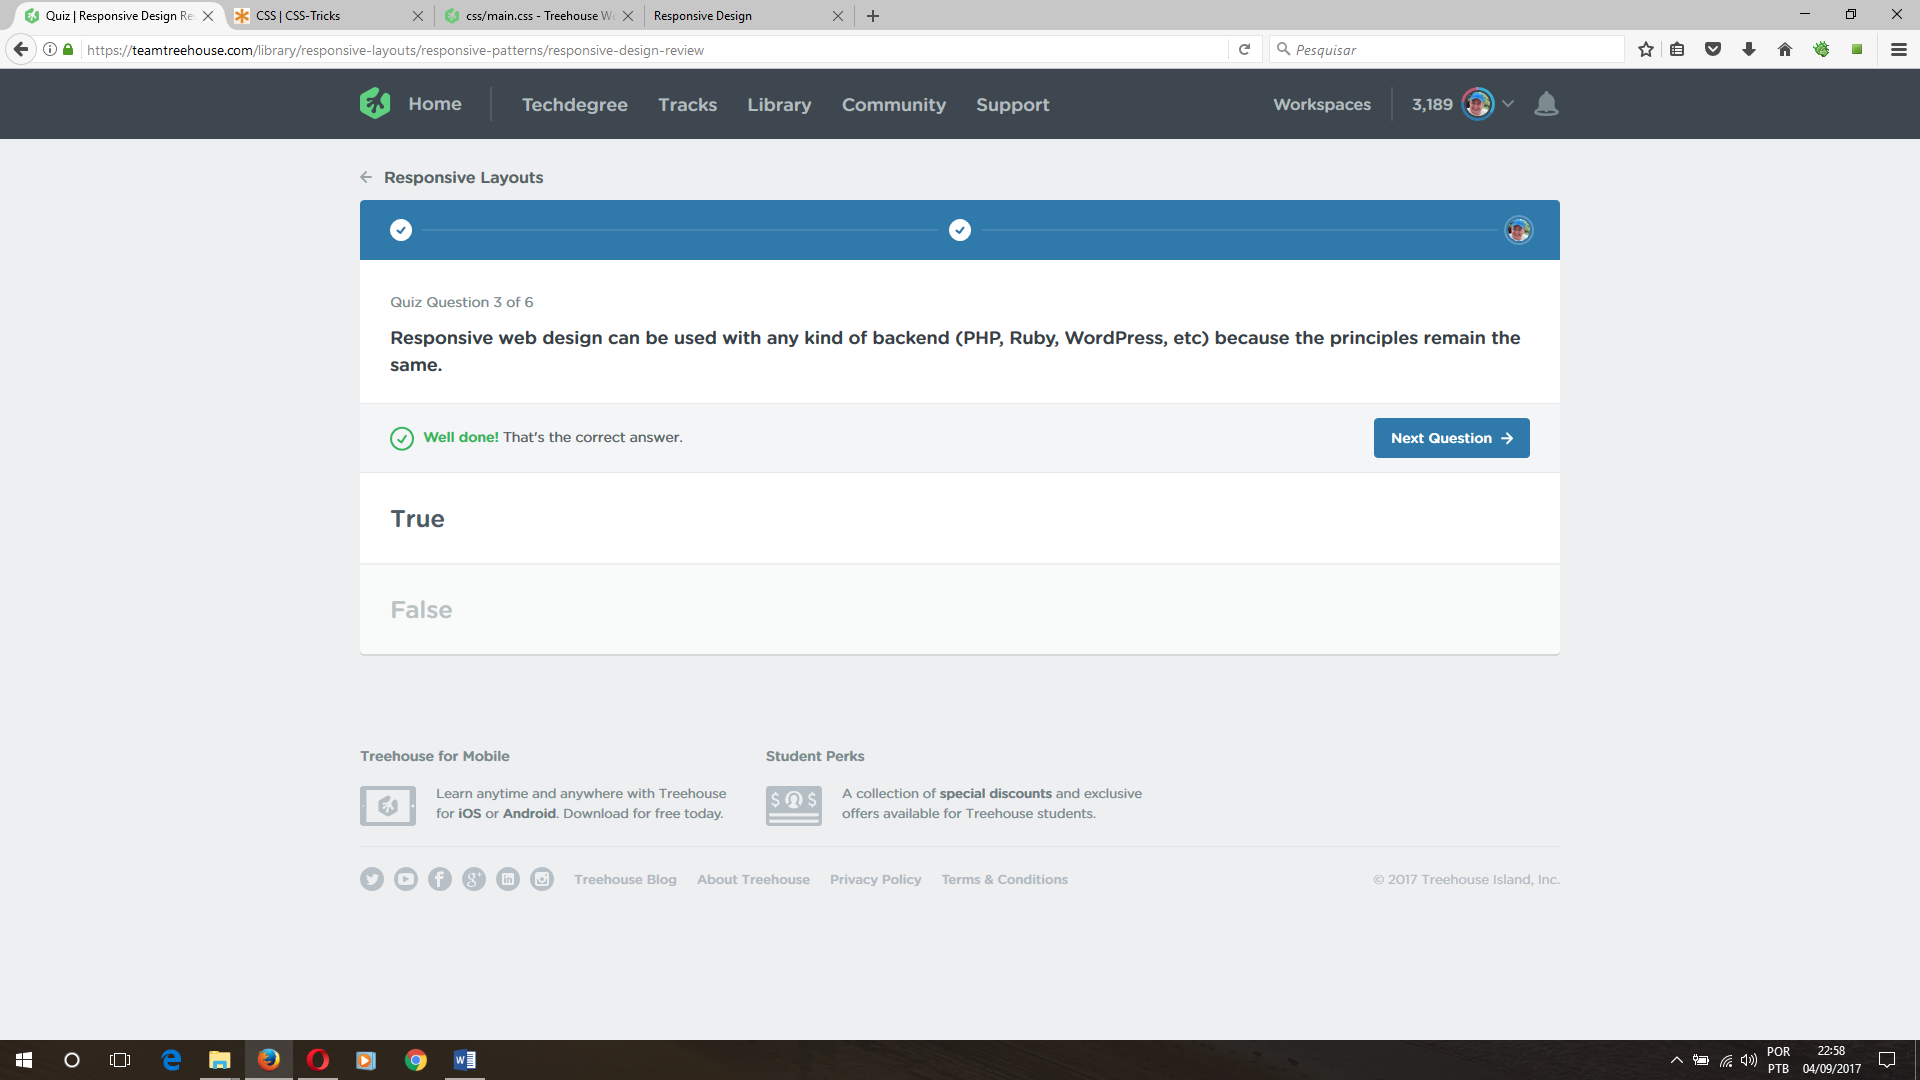 Quiz | Responsive Design Re
CSS | CSS-Tricks
css/main.css - Treehouse W
Responsive Design
https://teamtreehouse.com/library/responsive-layouts/responsive-patterns/responsive-design-review
Pesquisar
Home
Techdegree
Tracks
Library
Community
Support
Workspaces
3,189
Responsive Layouts
Quiz Question 3 of 6
Responsive web design can be used with any kind of backend (PHP, Ruby, WordPress, etc) because the principles remain the
same.
Well done! That's the correct answer.
Next Question
True
False
Treehouse for Mobile
Learn anytime and anywhere with Treehouse
for iOS or Android. Download for free today.
Student Perks
A collection of special discounts and exclusive
offers available for Treehouse students.
Treehouse Blog
About Treehouse
Privacy Policy
Terms & Conditions
© 2017 Treehouse Island, Inc.
POR
PTB
22:58
04/09/2017